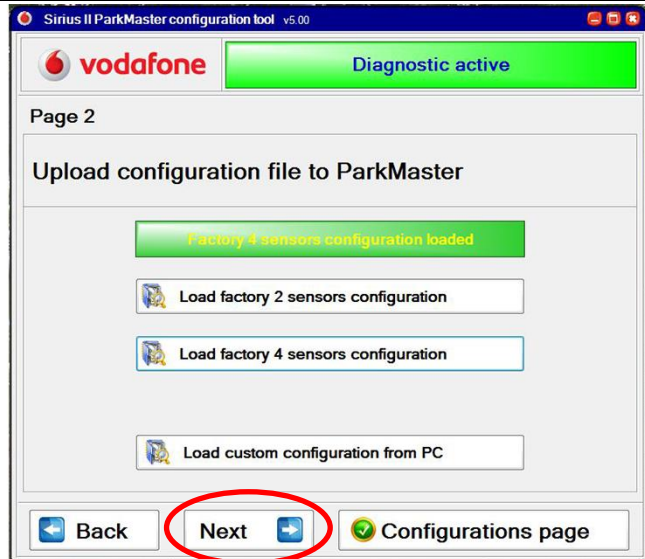 Sirius II ParkMaster configuration tool v5.00
vodafone
Diagnostic active
Page 2
Upload configuration file to ParkMaster
Factory 4 sensors configuration loaded
Load factory 2 sensors configuration
Load factory 4 sensors configuration
Load custom configuration from PC
Back
Next
Configurations page